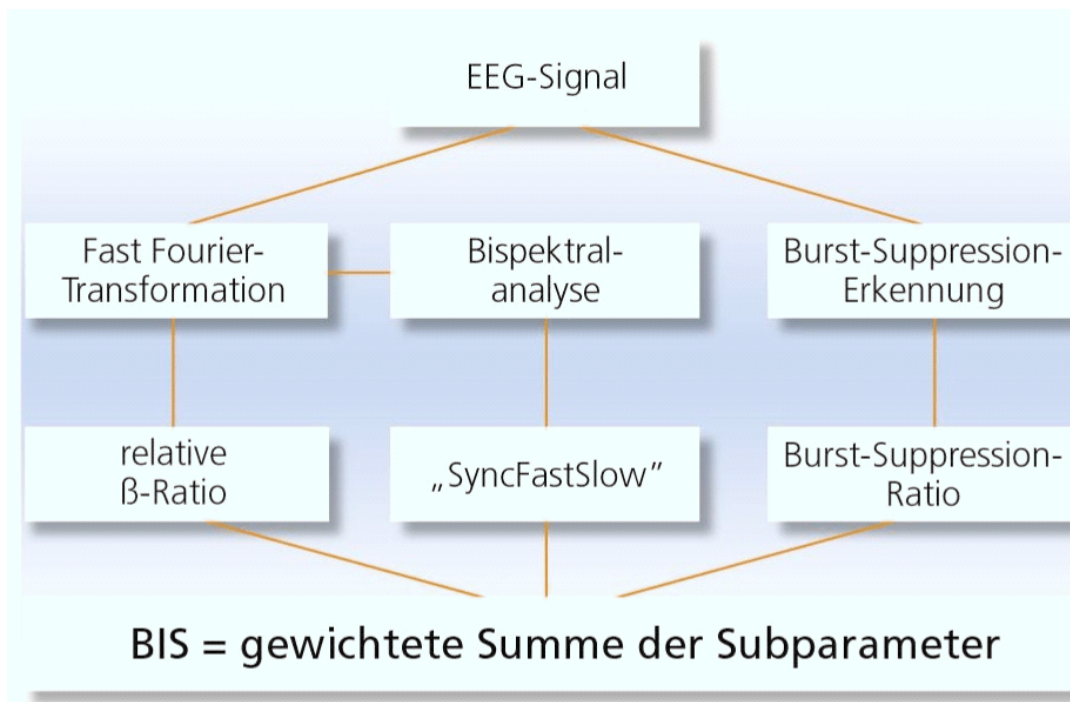 EEG-Signal
Fast Fourier-
Transformation
Bispektral-
analyse
Burst-Suppression-
Erkennung
relative
ß-Ratio
„SyncFastSlow”
Burst-Suppression-
Ratio
BIS = gewichtete Summe der Subparameter